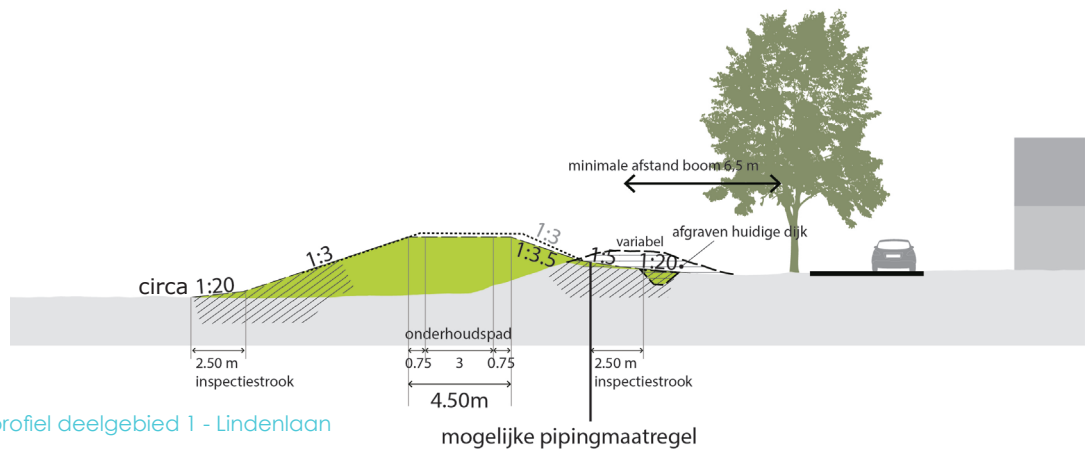 minimale afstand boom 6,5 m
1:3
variabel
afgraven huidige dijk
1:3
1:3.5
1:5
1:20
circa 1:20
onderhoudspad
0.75 3 0.75
2.50 m
inspectiestrook
2.50 m
inspectiestrook
4.50m
profiel deelgebied 1 - Lindenlaan
mogelijke pipingmaatregel